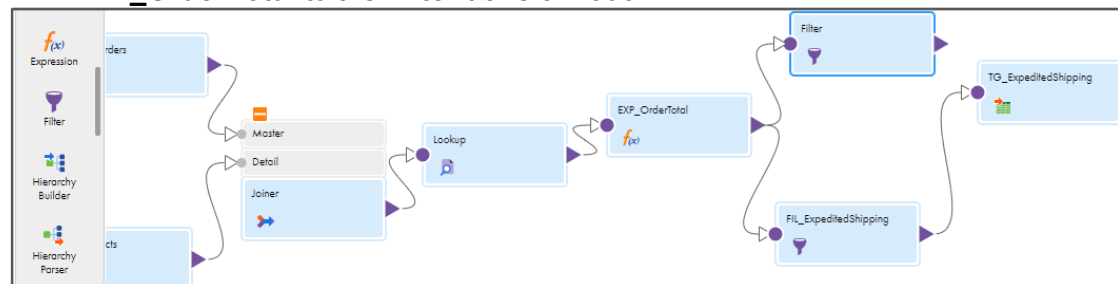 Expression
Filter
Hierarchy
Builder
Hierarchy
Parser
rders
cts
Master
Detail
Joiner
Lookup
EXP_OrderTotal
Filter
FIL_ExpeditedShipping
TG_ExpeditedShipping